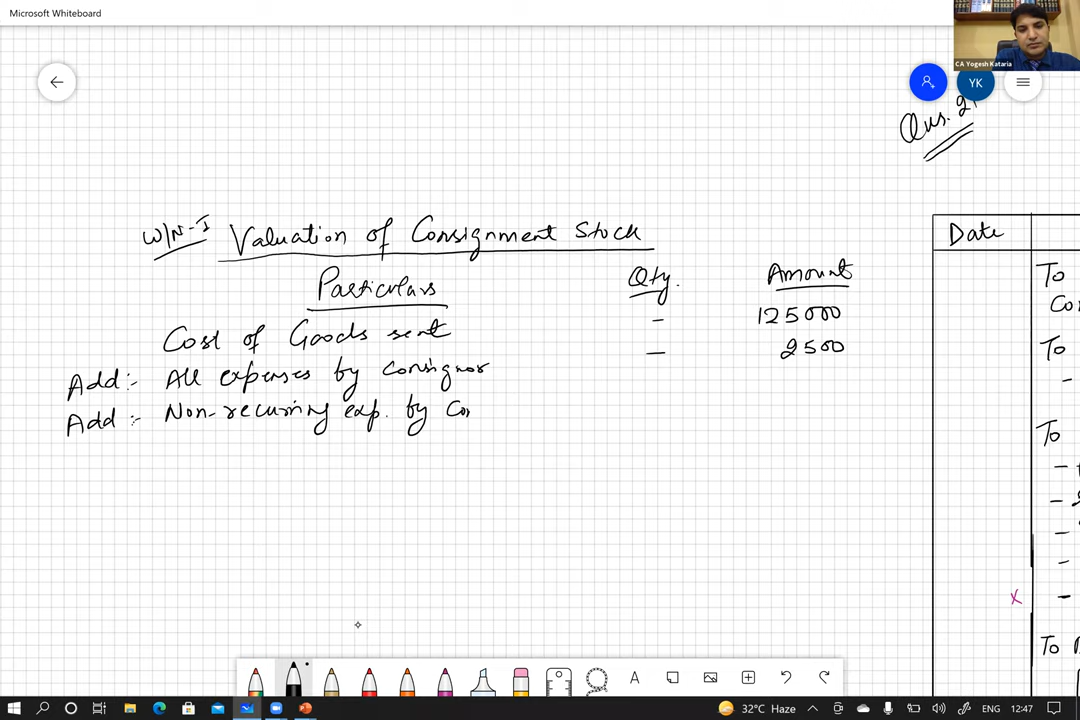 Microsoft Whiteboard
CA Yogesh Kataria
YK
Qus. 21
W/N-I Valuation of Consignment Stock
Particulars Qty. Amount
Cost of Goods sent - 125000
Add:- All expenses by Consignor - 2500
Add:- Non-recurring exp. by Con
Date
To
Co
To
-
To
-
-
-
-
x -
To
32°C Haze ENG 12:47